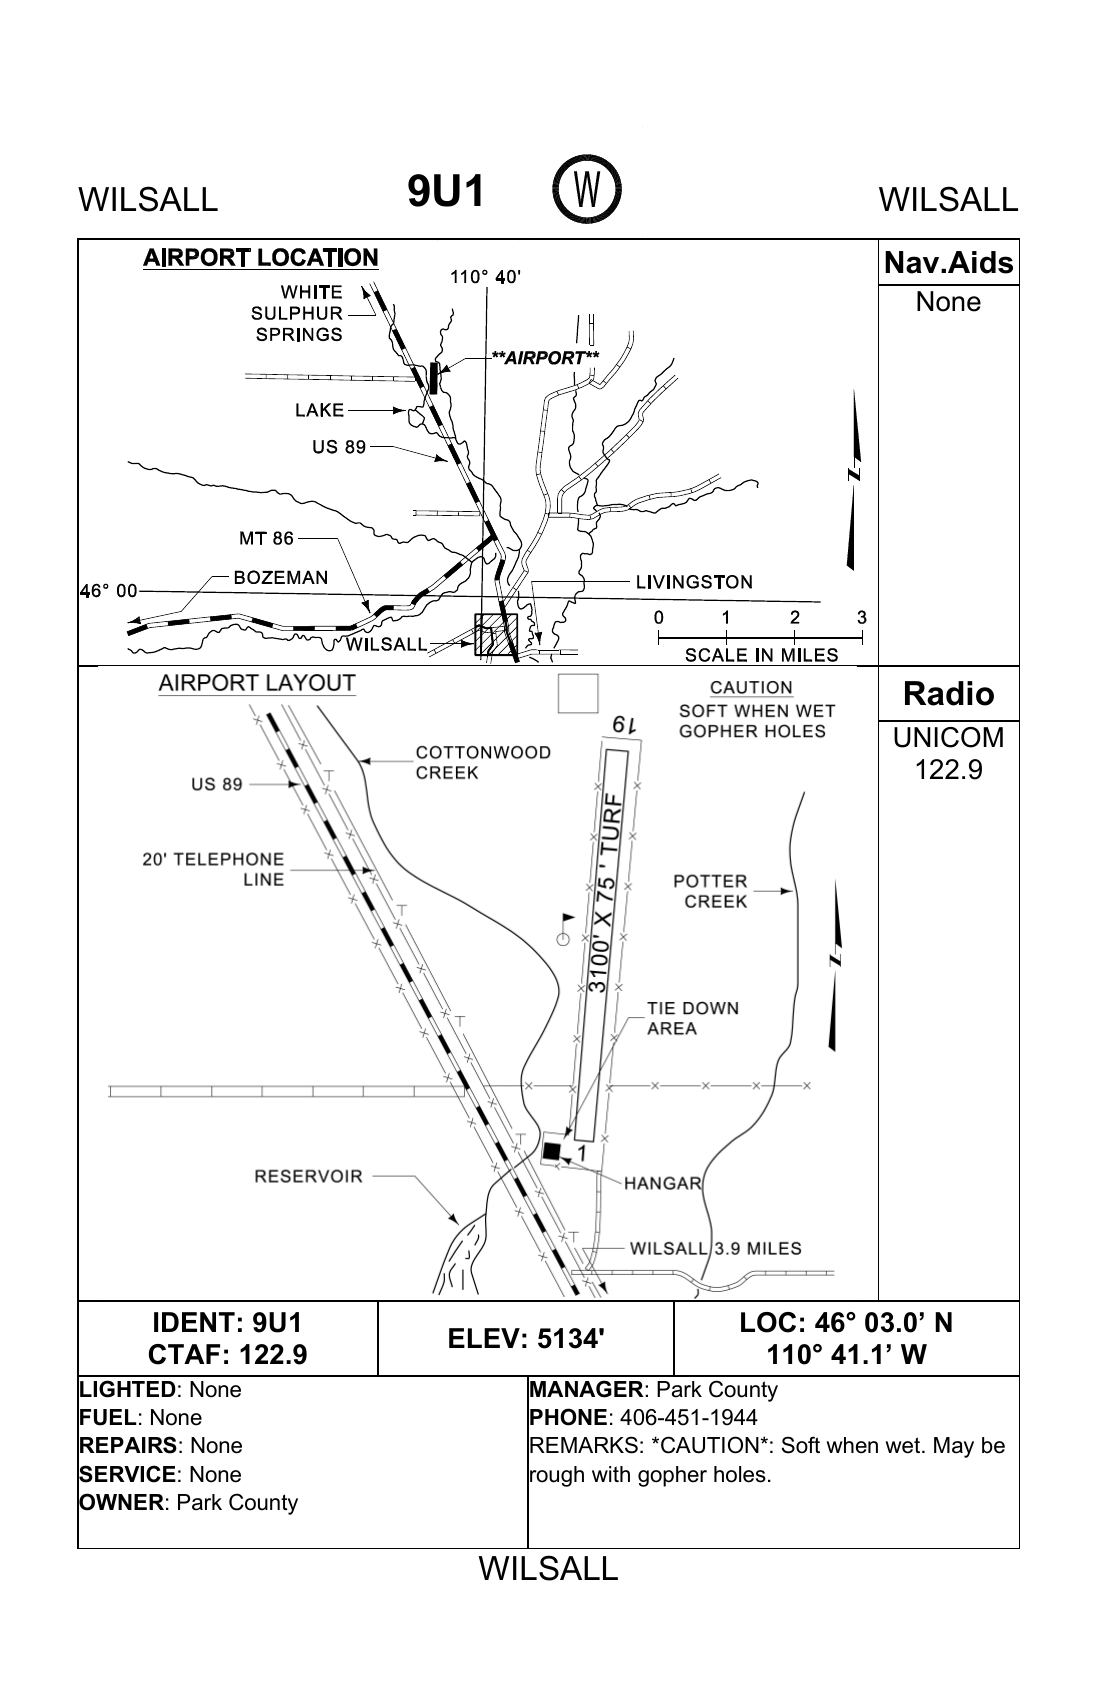 WILSALL
9U1
W
WILSALL
AIRPORT LOCATION
110° 40'
WHITE
SULPHUR
SPRINGS
**AIRPORT**
LAKE
US 89
MT 86
BOZEMAN
46° 00
LIVINGSTON
WILSALL
N
0 1 2 3
SCALE IN MILES
Nav.Aids
None
AIRPORT LAYOUT
CAUTION
SOFT WHEN WET
GOPHER HOLES
19
COTTONWOOD
CREEK
US 89
20' TELEPHONE
LINE
3100' X 75 ' TURF
POTTER
CREEK
N
TIE DOWN
AREA
1
HANGAR
RESERVOIR
WILSALL 3.9 MILES
Radio
UNICOM
122.9
IDENT: 9U1
CTAF: 122.9
ELEV: 5134'
LOC: 46° 03.0’ N
110° 41.1’ W
LIGHTED: None
FUEL: None
REPAIRS: None
SERVICE: None
OWNER: Park County
MANAGER: Park County
PHONE: 406-451-1944
REMARKS: *CAUTION*: Soft when wet. May be
rough with gopher holes.
WILSALL